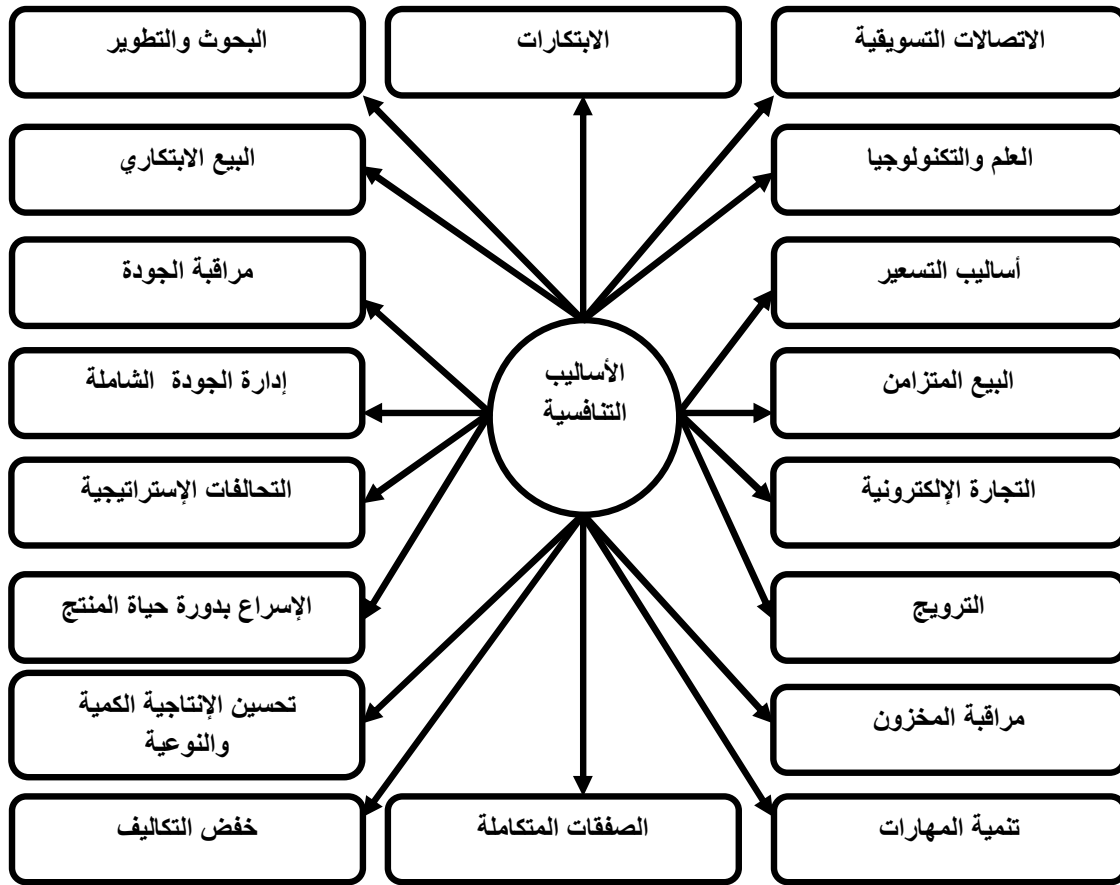 الاتصالات التسويقية
الابتكارات
البحوث والتطوير
العلم والتكنولوجيا
البيع الابتكاري
أساليب التسعير
مراقبة الجودة
الأساليب
التنافسية
البيع المتزامن
إدارة الجودة  الشاملة
التجارة الإلكترونية
التحالفات الإستراتيجية
الترويج
الإسراع بدورة حياة المنتج
مراقبة المخزون
تحسين الإنتاجية الكمية
والنوعية
تنمية المهارات
الصفقات المتكاملة
خفض التكاليف